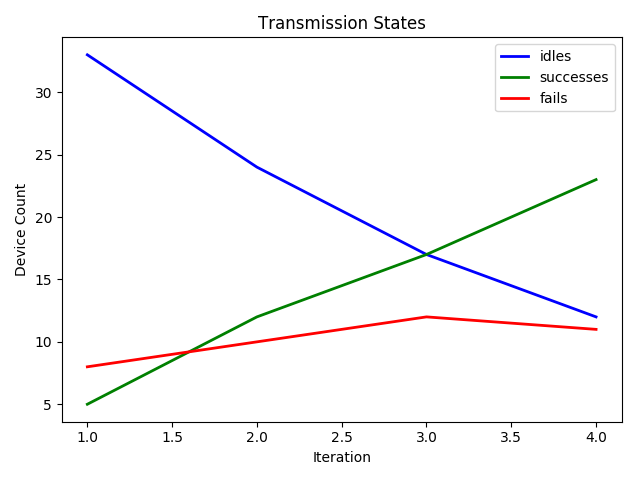 Transmission States
idles
successes
fails
Device Count
30
25
20
15
10
5
1.0 1.5 2.0 2.5 3.0 3.5 4.0
Iteration